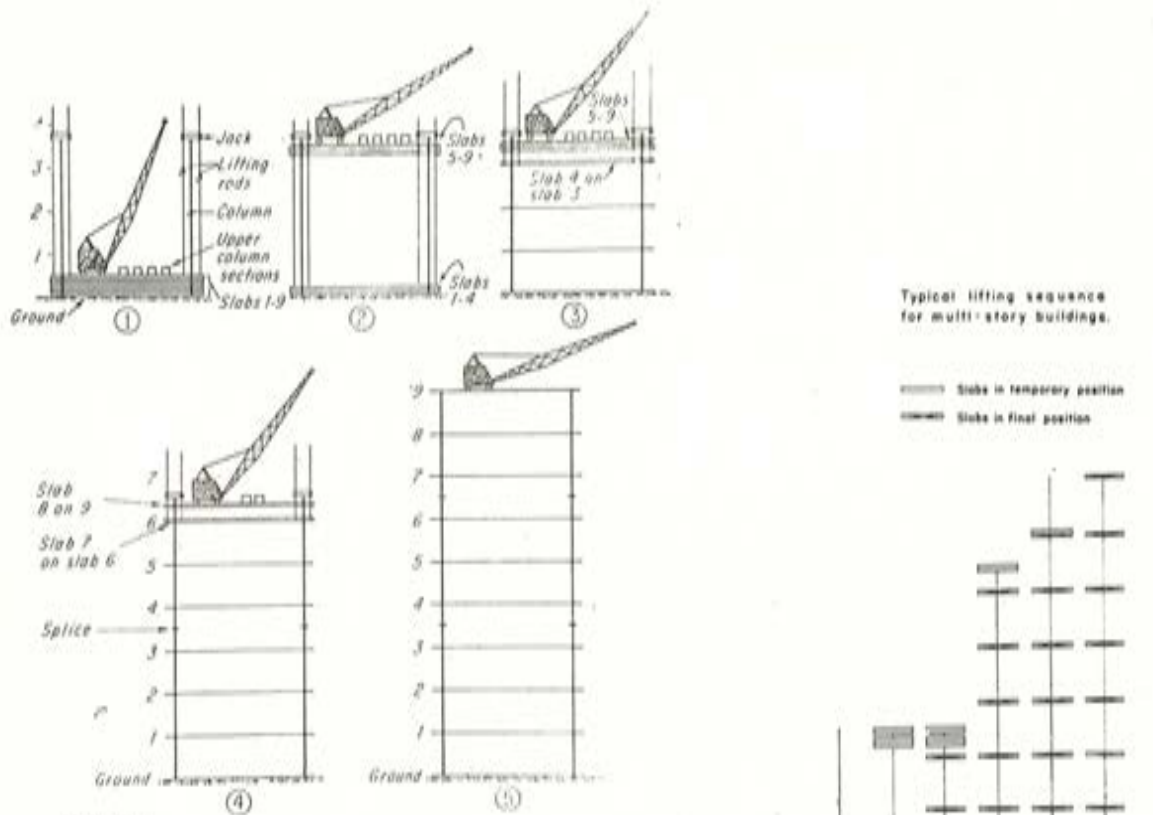 4
3
2
1
Jack
Lifting
rods
Column
Upper
column
sections
Slabs 1-9
Ground
①
Slabs
5-9
Slabs
1-4
②
Slabs
5-9
Slab 4 on
slab 3
③
Typical lifting sequence
for multi-story buildings.
Slabs in temporary position
Slabs in final position
Slab
8 on 9
Slab 7
on slab 6
Splice
7
6
5
4
3
2
1
Ground
④
9
8
7
6
5
4
3
2
1
Ground
⑤